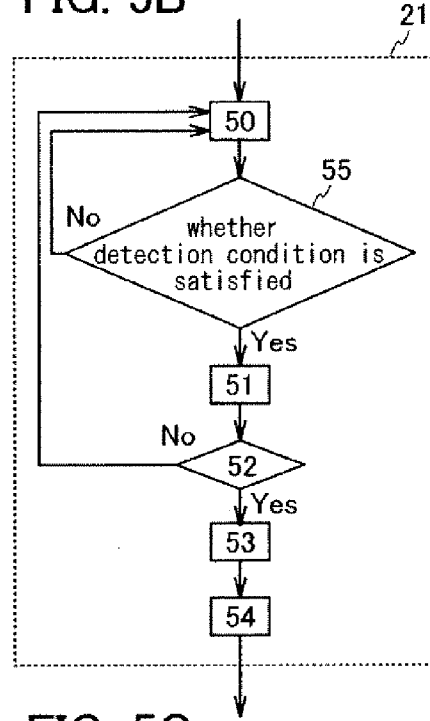 FIG. 5B
21
50
55
No
whether
detection condition is
satisfied
Yes
51
No
52
Yes
53
54
FIG. 5C